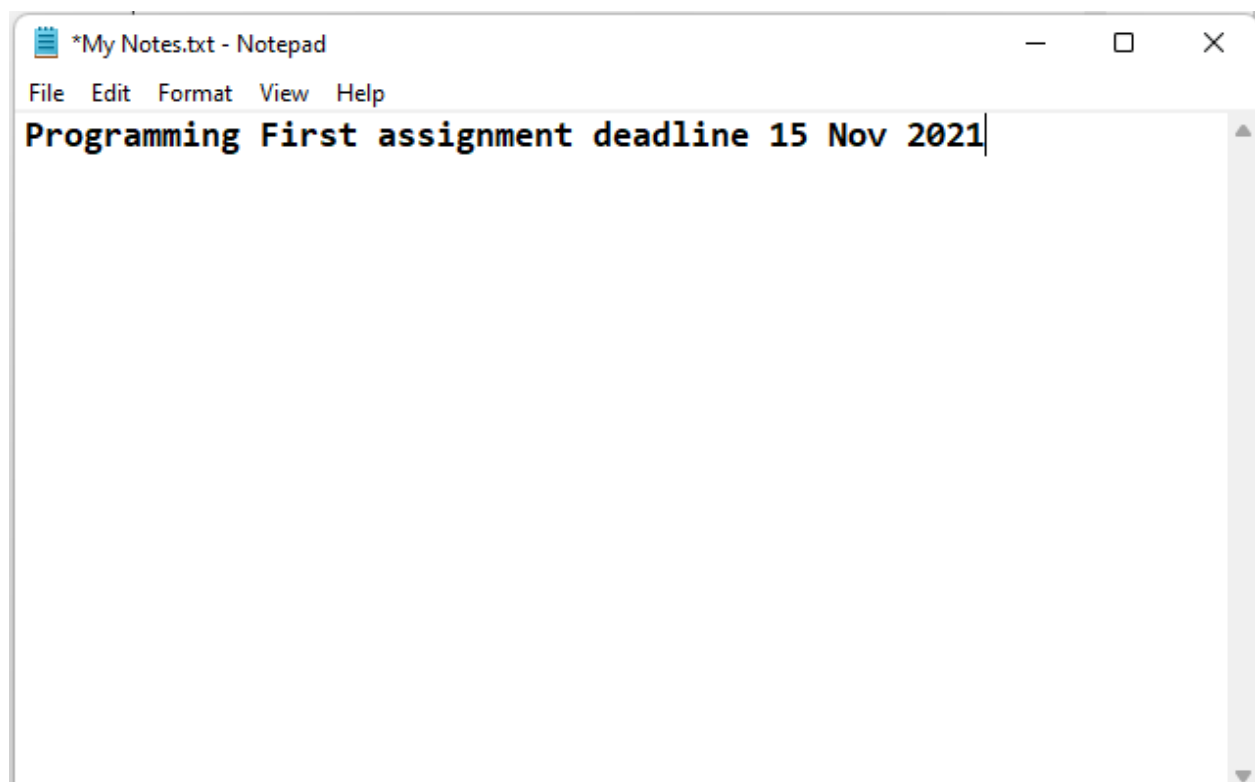 *My Notes.txt - Notepad
File Edit Format View Help
Programming First assignment deadline 15 Nov 2021